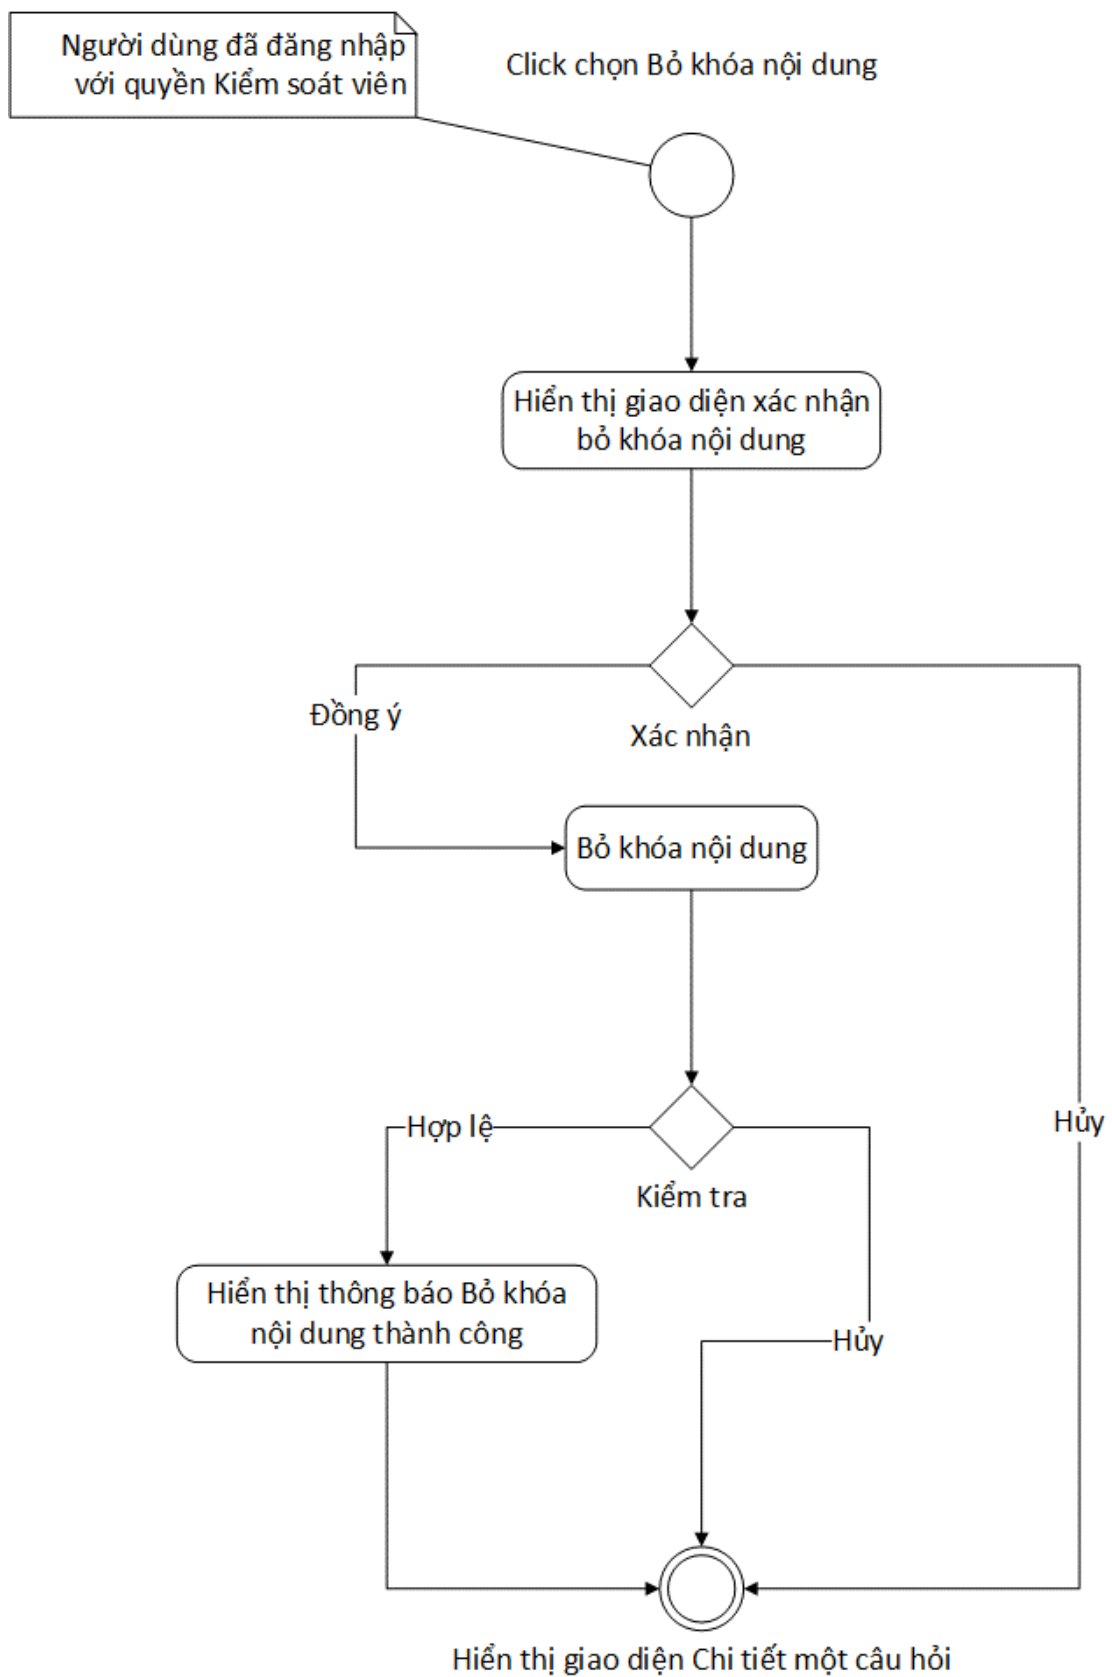 Người dùng đã đăng nhập
với quyền Kiểm soát viên
Click chọn Bỏ khóa nội dung
Hiển thị giao diện xác nhận
bỏ khóa nội dung
Đồng ý
Xác nhận
Bỏ khóa nội dung
Hợp lệ
Hủy
Kiểm tra
Hiển thị thông báo Bỏ khóa
nội dung thành công
Hủy
Hiển thị giao diện Chi tiết một câu hỏi